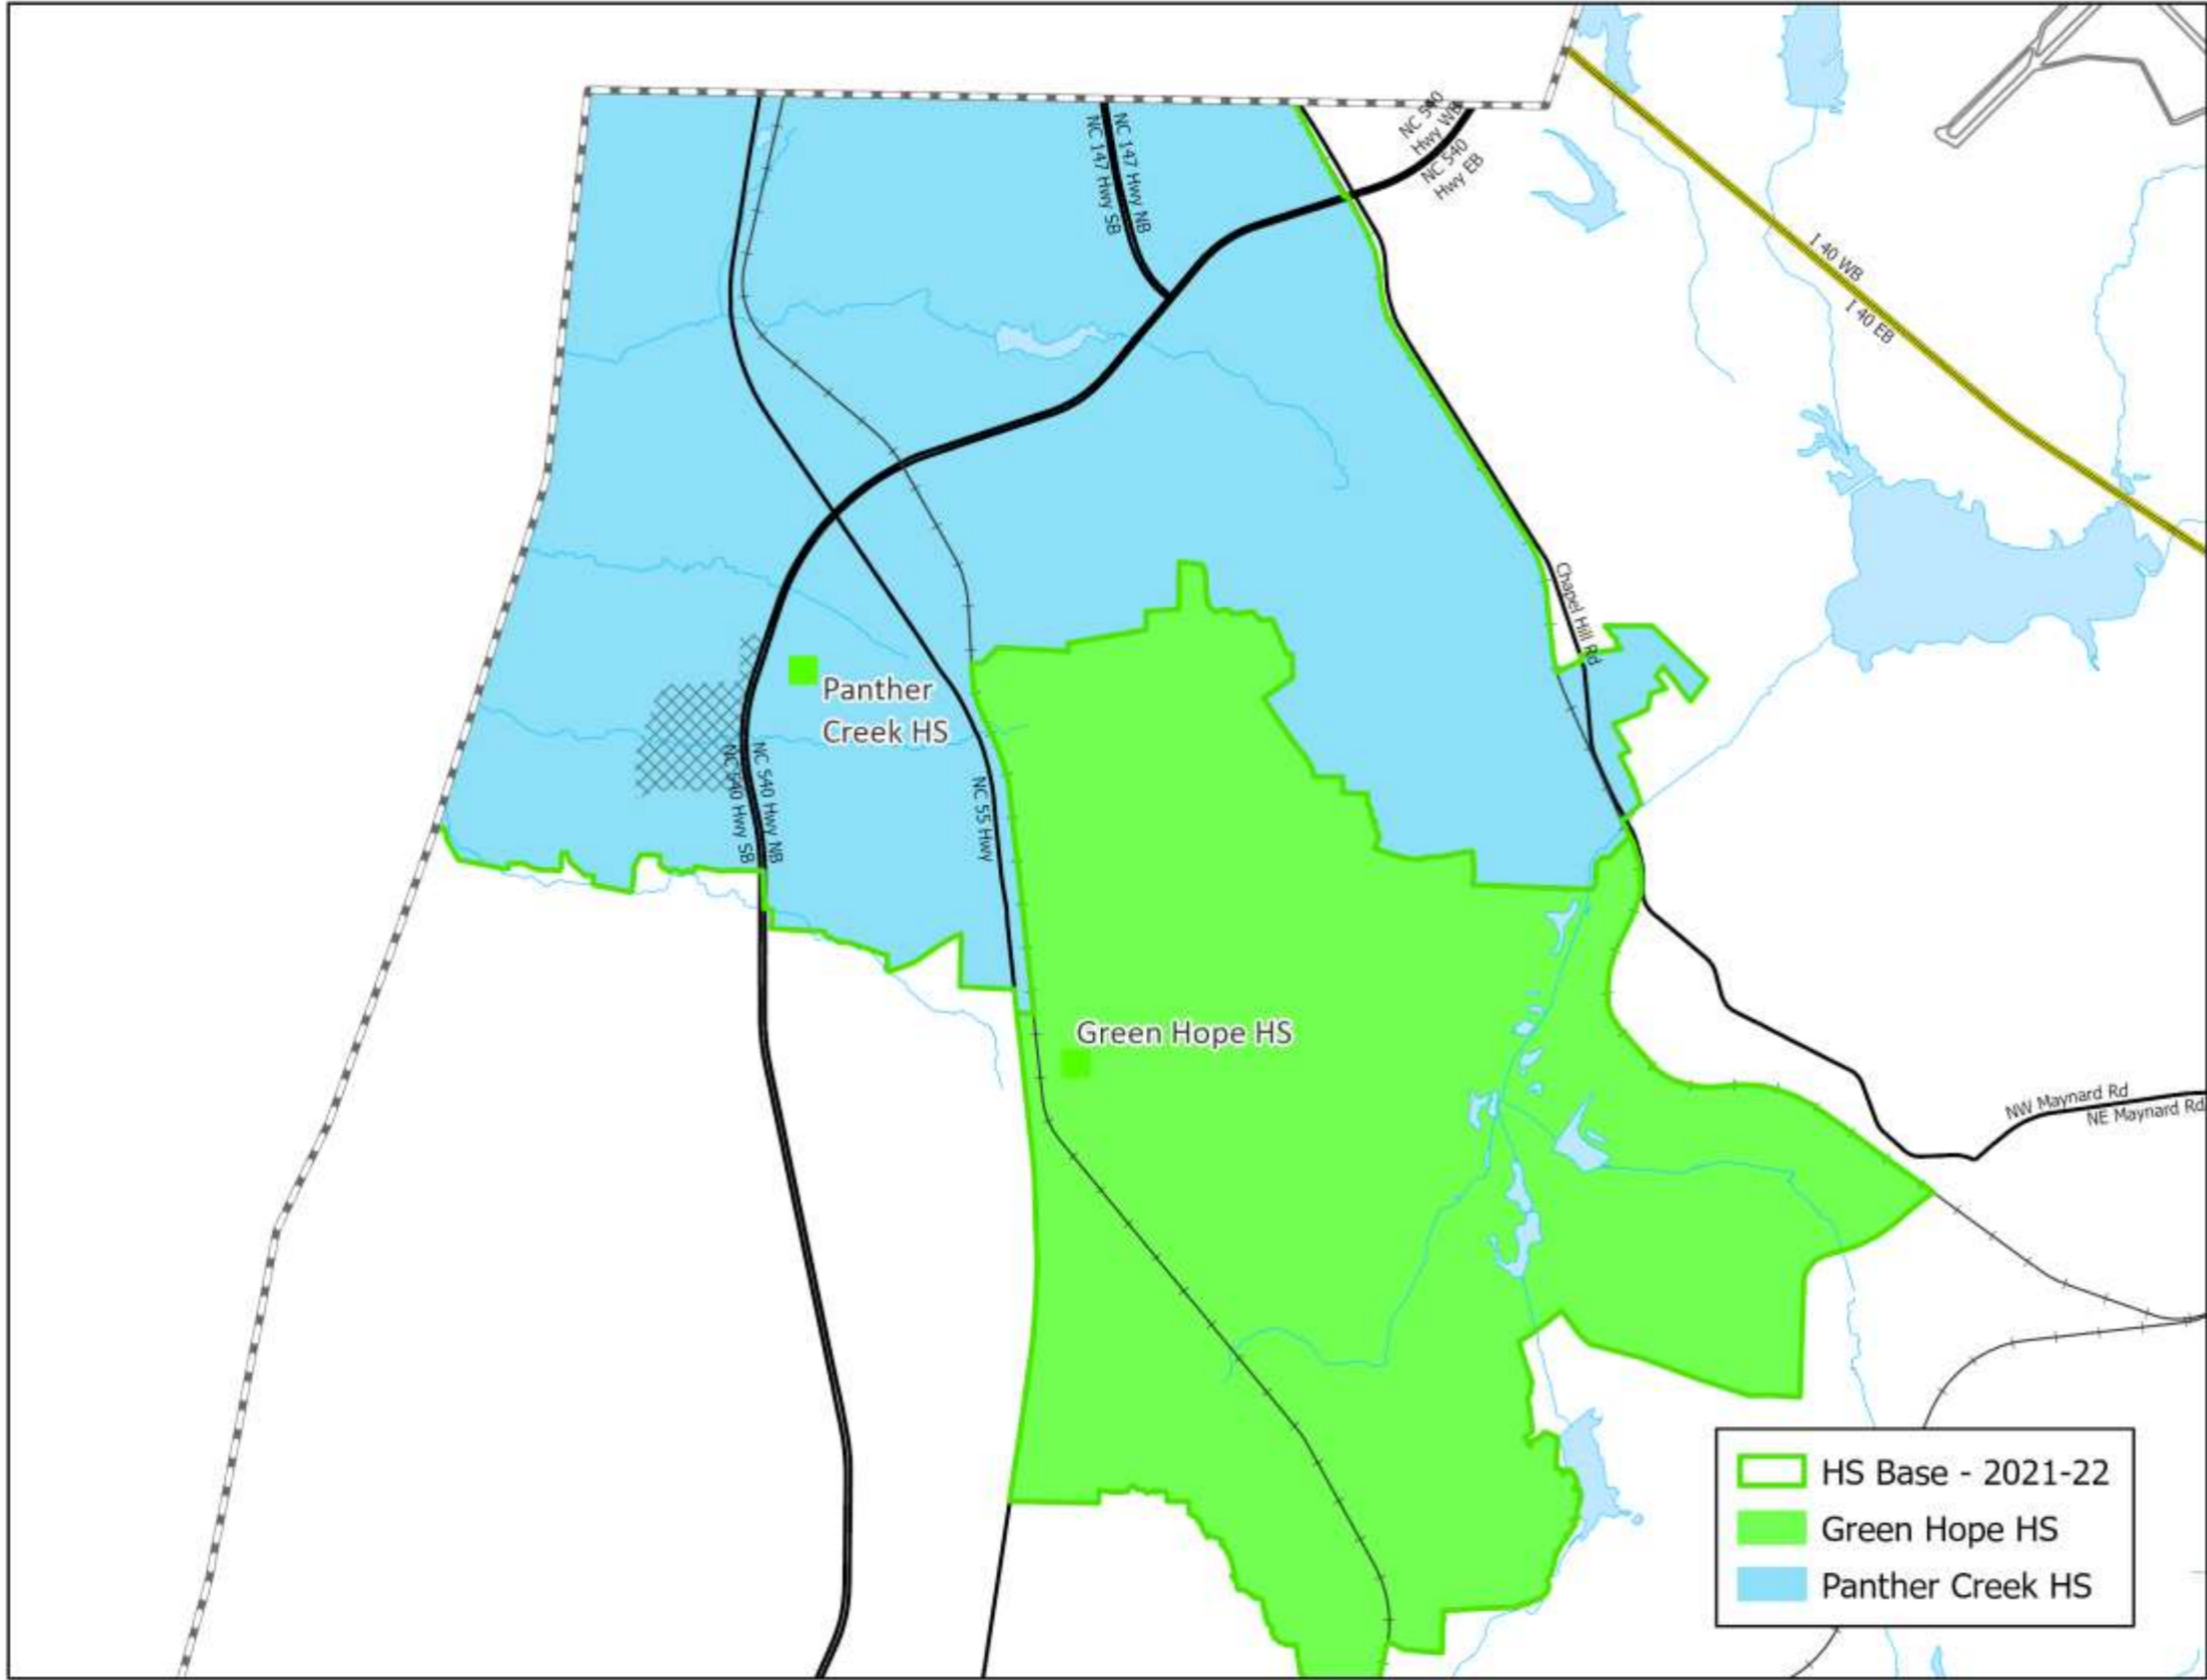 NC 540
Hwy WB
NC 540
Hwy EB
NC 147 Hwy NB
NC 147 Hwy SB
I 40 WB
I 40 EB
Chapel Hill Rd
Panther
Creek HS
NC 540 Hwy NB
NC 540 Hwy SB
NC 55 Hwy
Green Hope HS
NW Maynard Rd
NE Maynard Rd
HS Base - 2021-22
Green Hope HS
Panther Creek HS